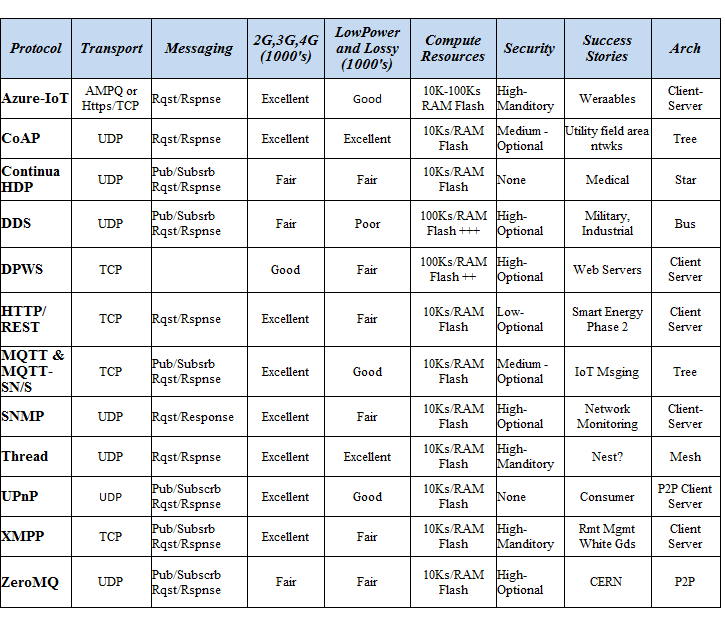 Protocol Transport Messaging 2G,3G,4G (1000's) LowPower and Lossy (1000's) Compute Resources Security Success Stories Arch
Azure-IoT AMPQ or Https/TCP Rqst/Rspnse Excellent Good 10K-100Ks RAM Flash High- Manditory Weraables Client- Server
CoAP UDP Rqst/Rspnse Excellent Excellent 10Ks/RAM Flash Medium - Optional Utility field area ntwks Tree
Continua HDP UDP Pub/Subsrb Rqst/Rspnse Fair Fair 10Ks/RAM Flash None Medical Star
DDS UDP Pub/Subsrb Rqst/Rspnse Fair Poor 100Ks/RAM Flash +++ High- Optional Military, Industrial Bus
DPWS TCP Good Fair 100Ks/RAM Flash ++ High- Optional Web Servers Client Server
HTTP/ REST TCP Rqst/Rspnse Excellent Fair 10Ks/RAM Flash Low- Optional Smart Energy Phase 2 Client Server
MQTT & MQTT- SN/S TCP Pub/Subsrb Rqst/Rspnse Excellent Good 10Ks/RAM Flash Medium - Optional IoT Msging Tree
SNMP UDP Rqst/Response Excellent Fair 10Ks/RAM Flash High- Optional Network Monitoring Client- Server
Thread UDP Rqst/Rspnse Excellent Excellent 10Ks/RAM Flash High- Manditory Nest? Mesh
UPnP UDP Pub/Subscrb Rqst/Rspnse Excellent Good 10Ks/RAM Flash None Consumer P2P Client Server
XMPP TCP Pub/Subsrb Rqst/Rspnse Excellent Fair 10Ks/RAM Flash High- Manditory Rmt Mgmt White Gds Client Server
ZeroMQ UDP Pub/Subscrb Rqst/Rspnse Fair Fair 10Ks/RAM Flash High- Optional CERN P2P